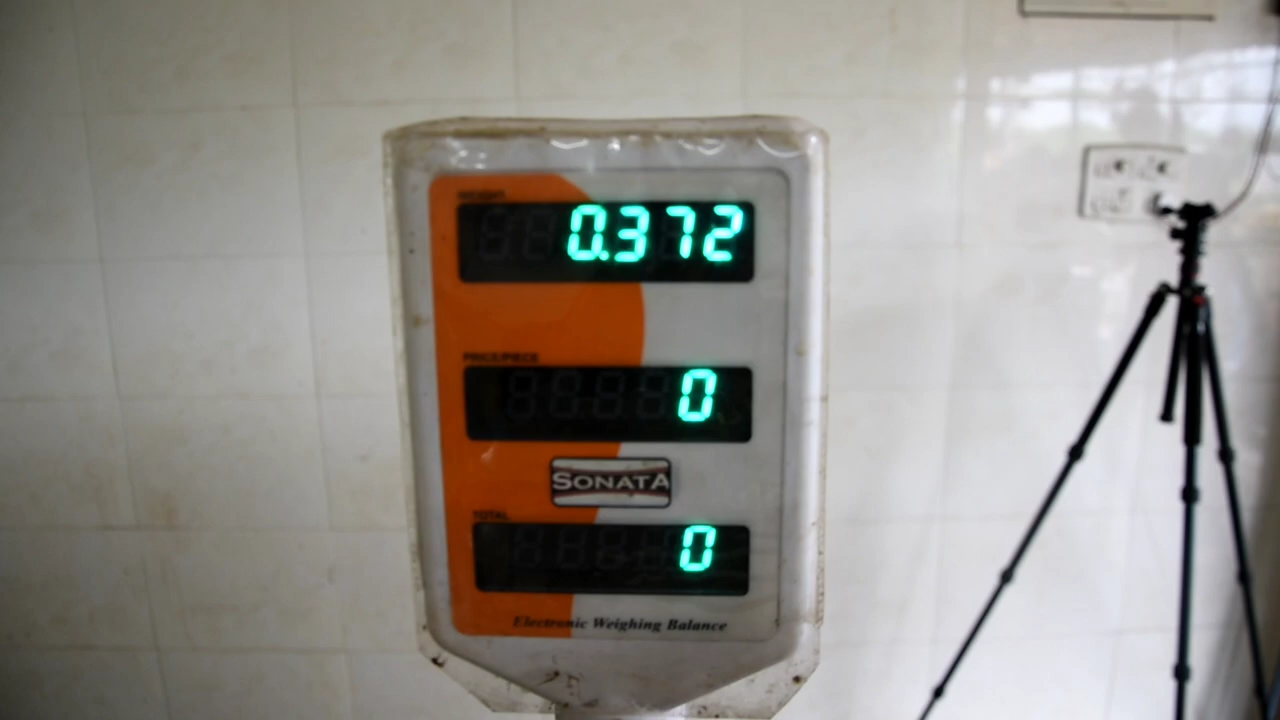 WEIGHT
0.372
PRICE/PIECE
0
SONATA
TOTAL
0
Electronic Weighing Balance